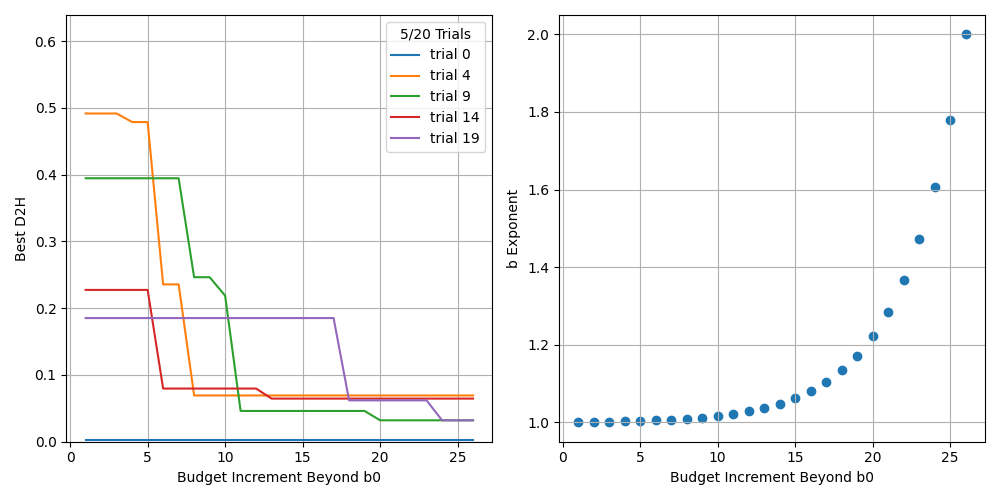 5/20 Trials
trial 0
trial 4
trial 9
trial 14
trial 19
Best D2H
0.6
0.5
0.4
0.3
0.2
0.1
0.0
0 5 10 15 20 25
Budget Increment Beyond b0
b Exponent
2.0
1.8
1.6
1.4
1.2
1.0
0 5 10 15 20 25
Budget Increment Beyond b0